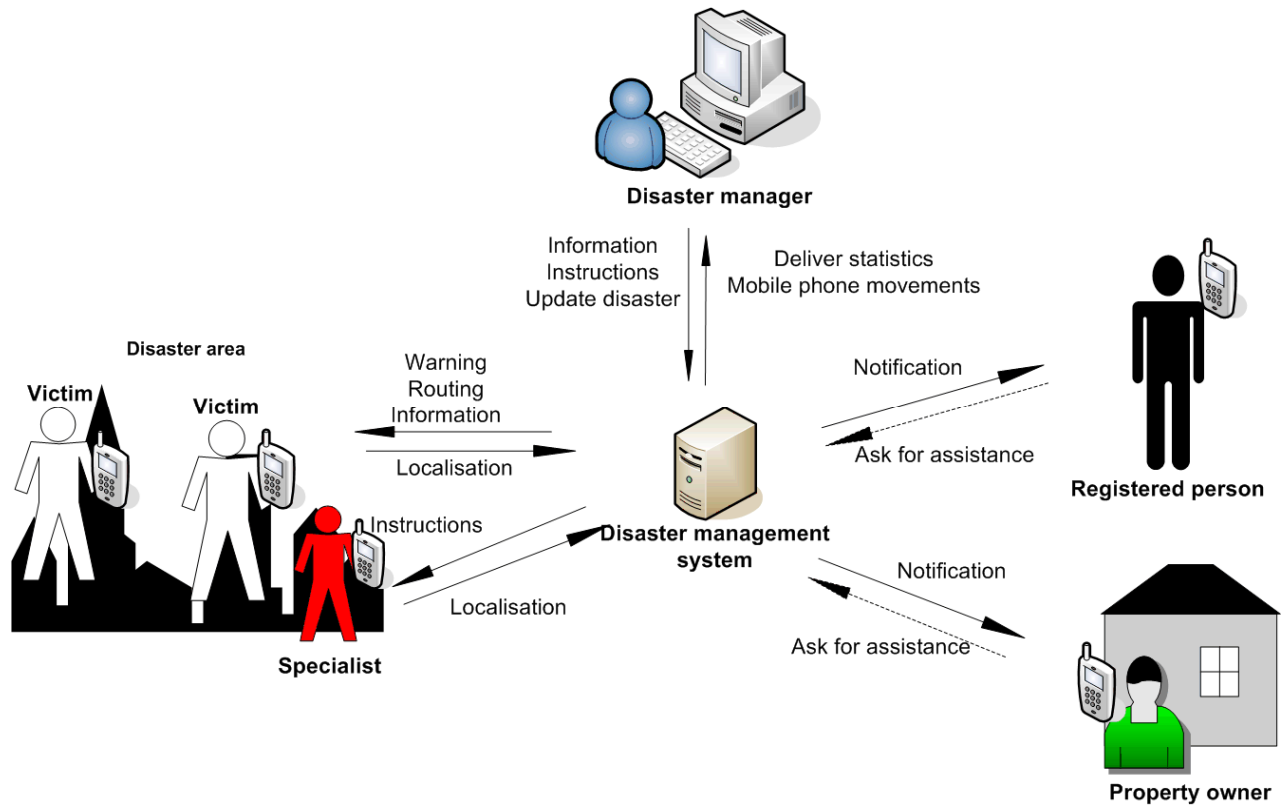 Disaster manager
Information
Instructions
Update disaster
Deliver statistics
Mobile phone movements
Disaster area
Victim
Victim
Warning
Routing
Information
Localisation
Instructions
Localisation
Specialist
Disaster management
system
Notification
Ask for assistance
Registered person
Notification
Ask for assistance
Property owner